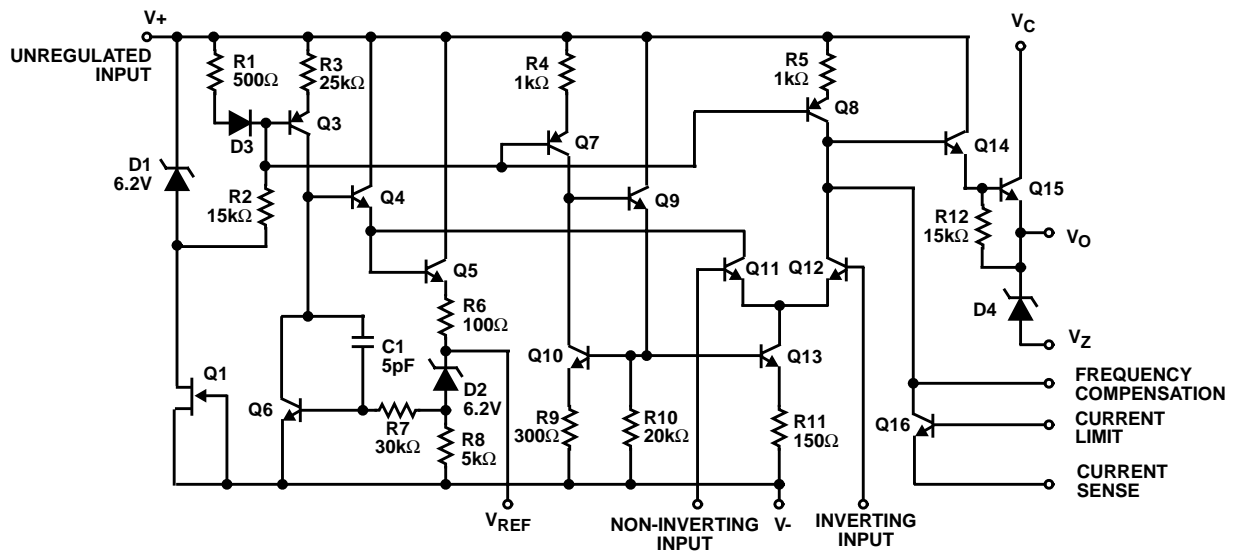 V+
UNREGULATED
INPUT
R1
500Ω
R3
25kΩ
R4
1kΩ
R5
1kΩ
VC
D3
Q3
Q7
Q8
Q14
D1
6.2V
R2
15kΩ
Q4
Q9
Q15
R12
15kΩ
VO
Q5
Q11
Q12
R6
100Ω
D4
C1
5pF
Q10
Q13
VZ
Q1
D2
6.2V
FREQUENCY
COMPENSATION
Q6
R7
30kΩ
R8
5kΩ
R9
300Ω
R10
20kΩ
R11
150Ω
Q16
CURRENT
LIMIT
CURRENT
SENSE
VREF
NON-INVERTING
INPUT
V-
INVERTING
INPUT